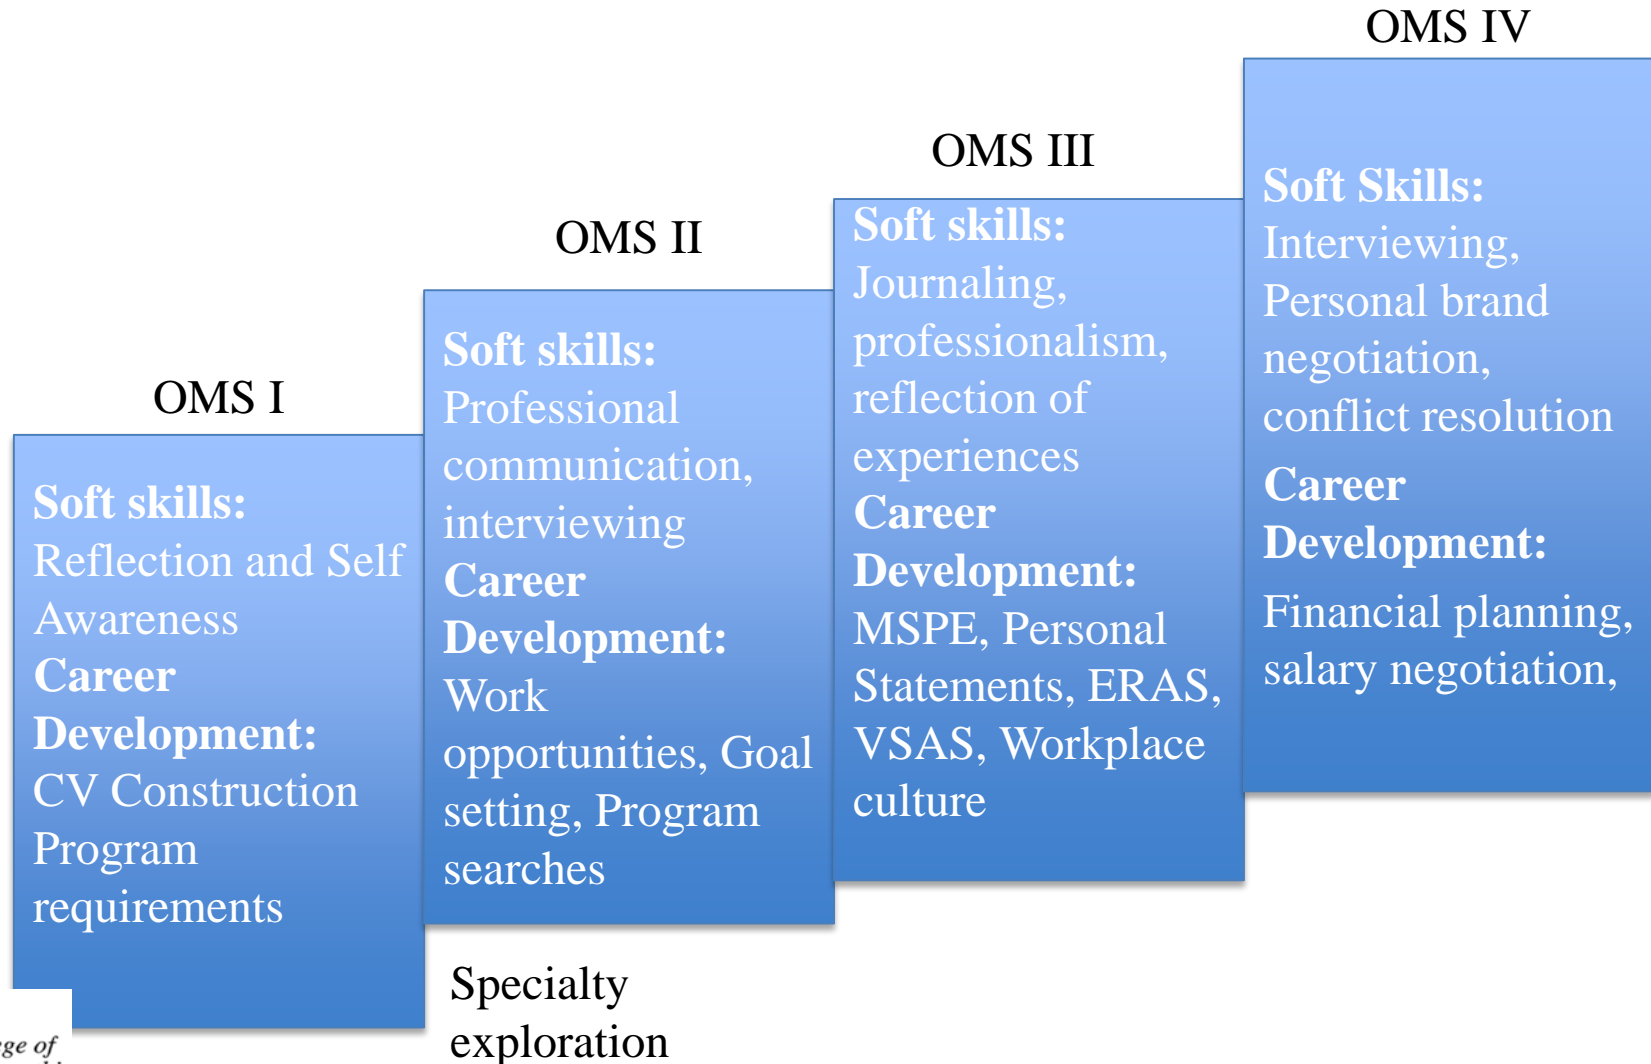 OMS I
Soft skills:
Reflection and Self
Awareness
Career
Development:
CV Construction
Program
requirements
OMS II
Soft skills:
Professional
communication,
interviewing
Career
Development:
Work
opportunities, Goal
setting, Program
searches
Specialty
exploration
OMS III
Soft skills:
Journaling,
professionalism,
reflection of
experiences
Career
Development:
MSPE, Personal
Statements, ERAS,
VSAS, Workplace
culture
OMS IV
Soft Skills:
Interviewing,
Personal brand
negotiation,
conflict resolution
Career
Development:
Financial planning,
salary negotiation,
of